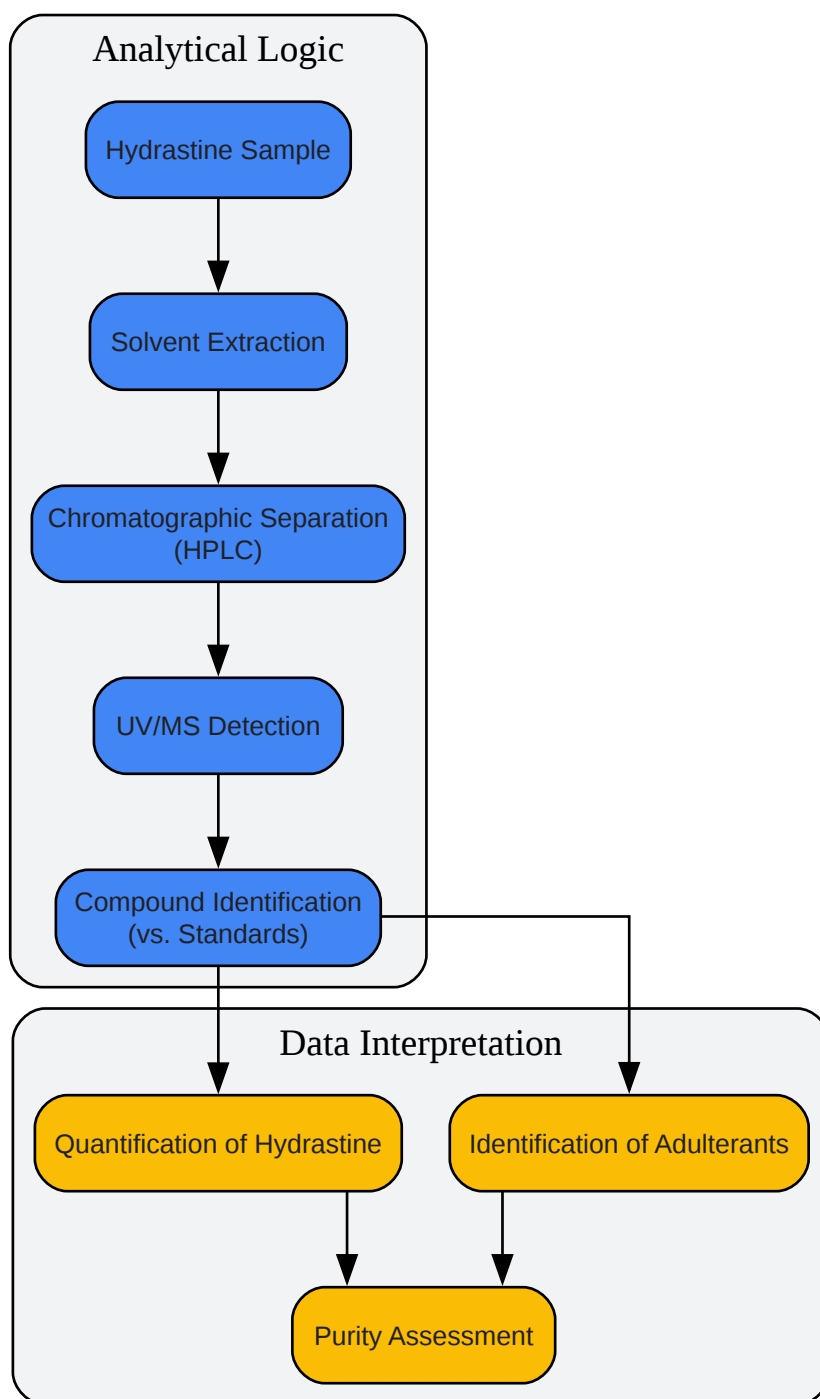 Analytical Logic
Hydrastine Sample
Solvent Extraction
Chromatographic Separation
(HPLC)
UV/MS Detection
Compound Identification
(vs. Standards)
Data Interpretation
Quantification of Hydrastine
Identification of Adulterants
Purity Assessment